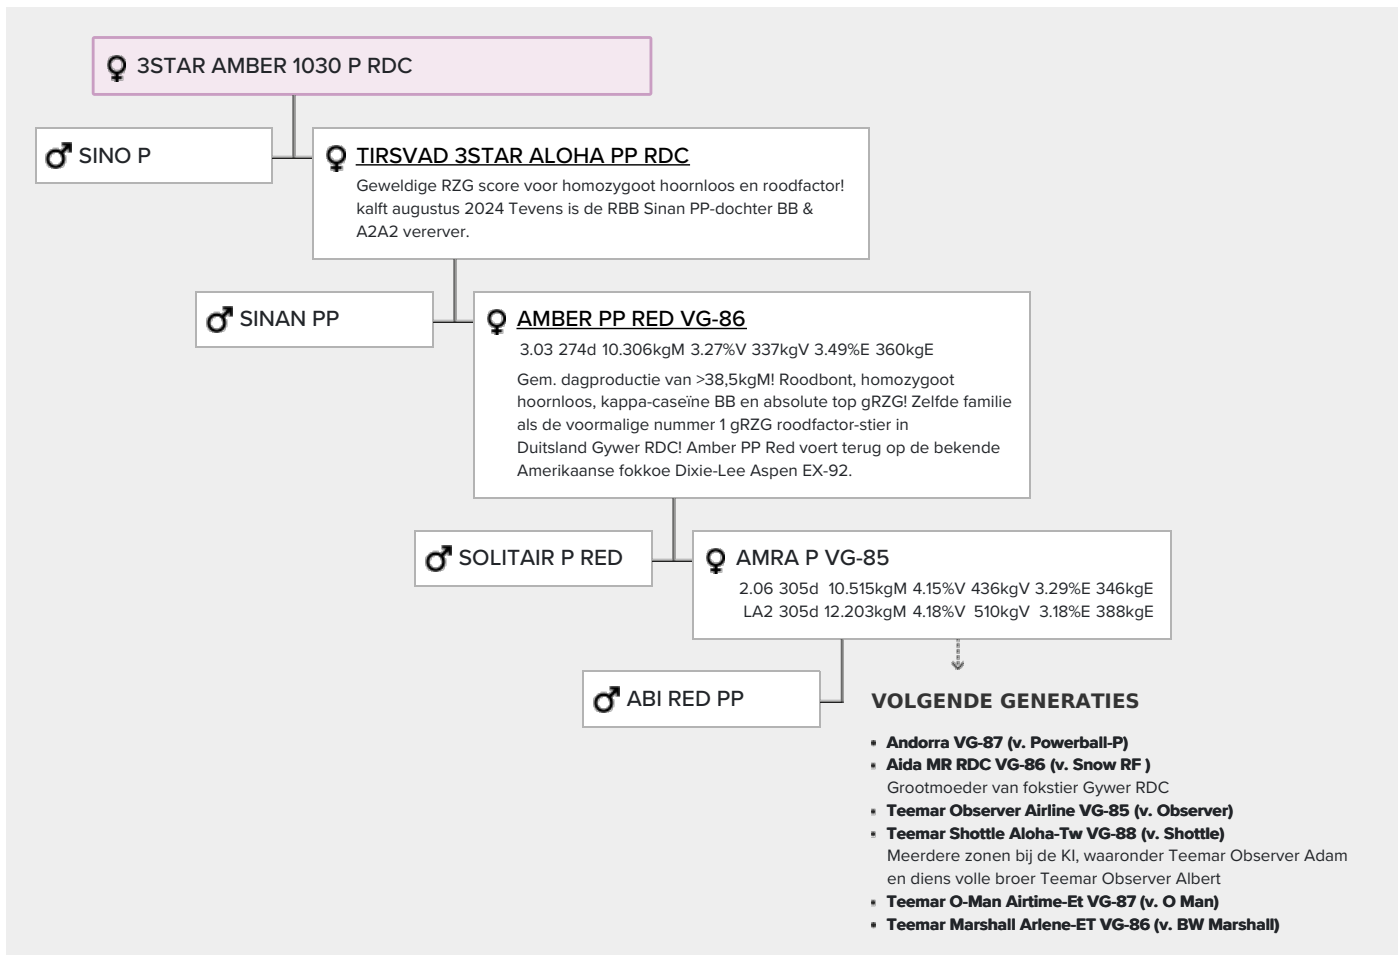 3STAR AMBER 1030 P RDC
SINO P
TIRSVAD 3STAR ALOHA PP RDC
Geweldige RZG score voor homozygoot hoornloos en roodfactor!
kalft augustus 2024 Tevens is de RBB Sinan PP-dochter BB &
A2A2 vererver.
SINAN PP
AMBER PP RED VG-86
3.03 274d 10.306kgM 3.27%V 337kgV 3.49%E 360kgE
Gem. dagproductie van >38,5kgM! Roodbont, homozygoot
hoornloos, kappa-caseïne BB en absolute top gRZG! Zelfde familie
als de voormalige nummer 1 gRZG roodfactor-stier in
Duitsland Gywer RDC! Amber PP Red voert terug op de bekende
Amerikaanse fokkoe Dixie-Lee Aspen EX-92.
SOLITAIR P RED
AMRA P VG-85
2.06 305d 10.515kgM 4.15%V 436kgV 3.29%E 346kgE
LA2 305d 12.203kgM 4.18%V 510kgV 3.18%E 388kgE
ABI RED PP
VOLGENDE GENERATIES
Andorra VG-87 (v. Powerball-P)
Aida MR RDC VG-86 (v. Snow RF )
Grootmoeder van fokstier Gywer RDC
Teemar Observer Airline VG-85 (v. Observer)
Teemar Shottle Aloha-Tw VG-88 (v. Shottle)
Meerdere zonen bij de KI, waaronder Teemar Observer Adam
en diens volle broer Teemar Observer Albert
Teemar O-Man Airtime-Et VG-87 (v. O Man)
Teemar Marshall Arlene-ET VG-86 (v. BW Marshall)